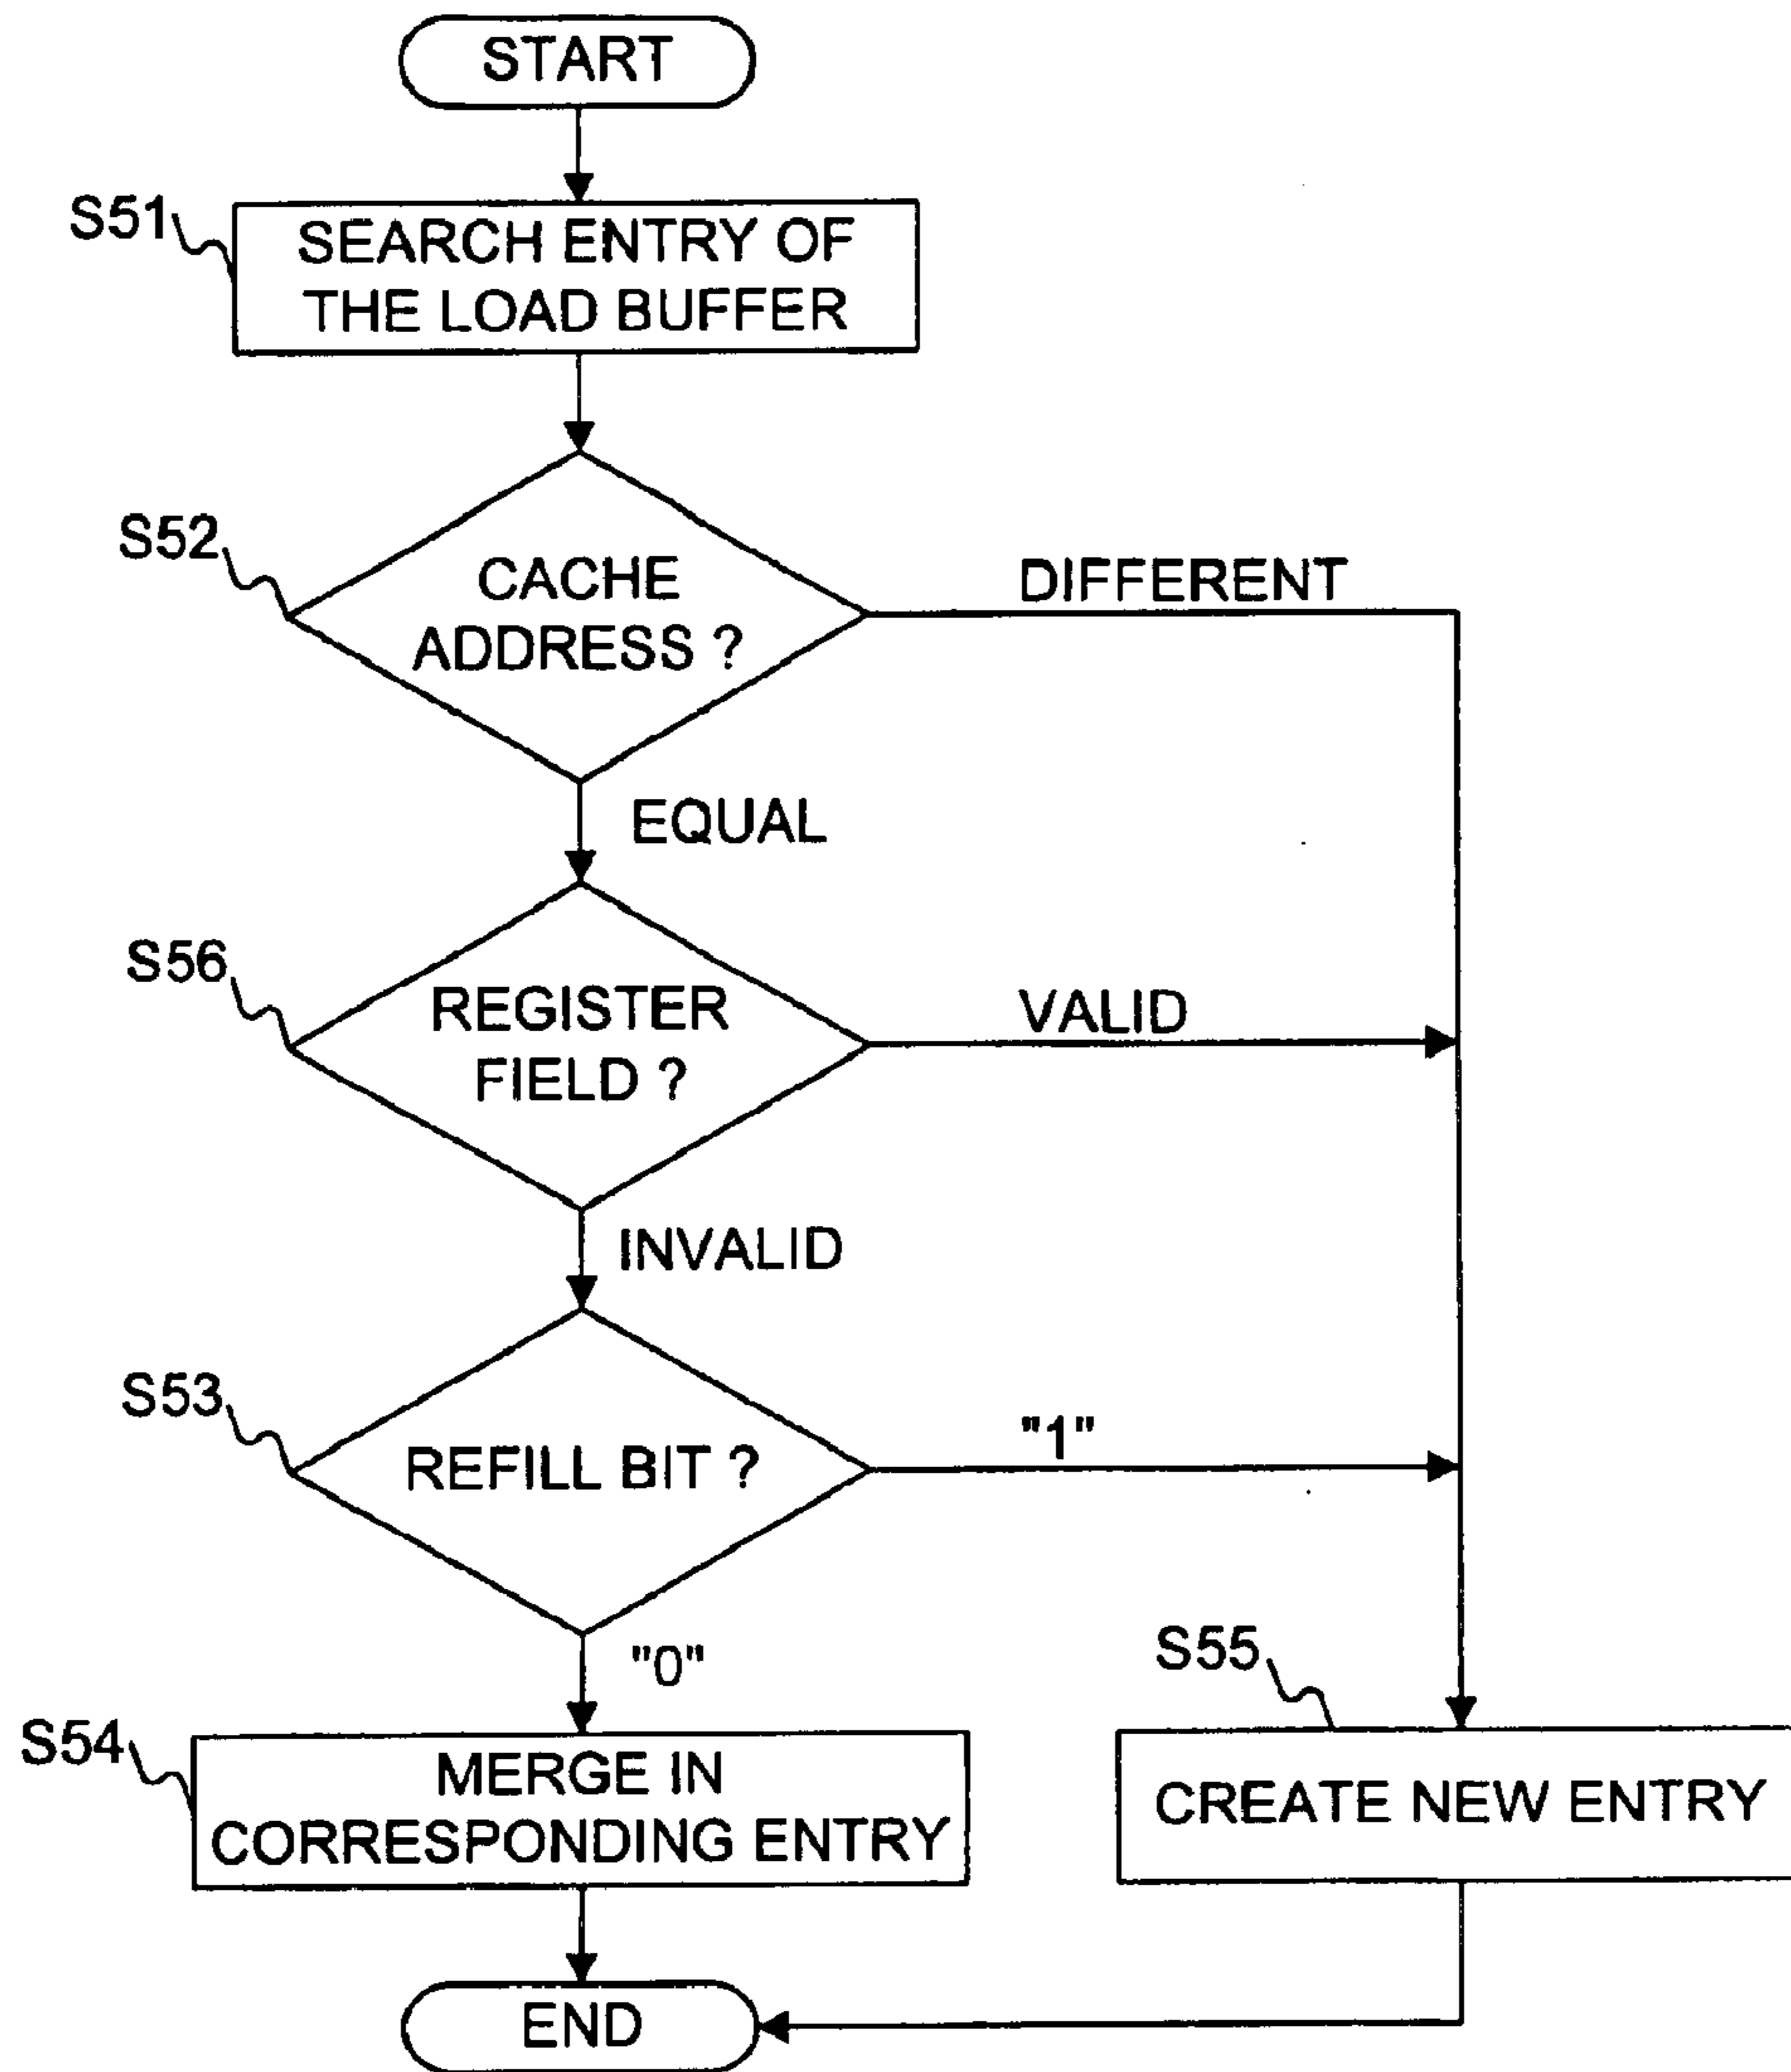 START
S51
SEARCH ENTRY OF
THE LOAD BUFFER
S52
CACHE
ADDRESS ?
DIFFERENT
EQUAL
S56
REGISTER
FIELD ?
VALID
INVALID
S53
REFILL BIT ?
"1"
"0"
S54
MERGE IN
CORRESPONDING ENTRY
S55
CREATE NEW ENTRY
END